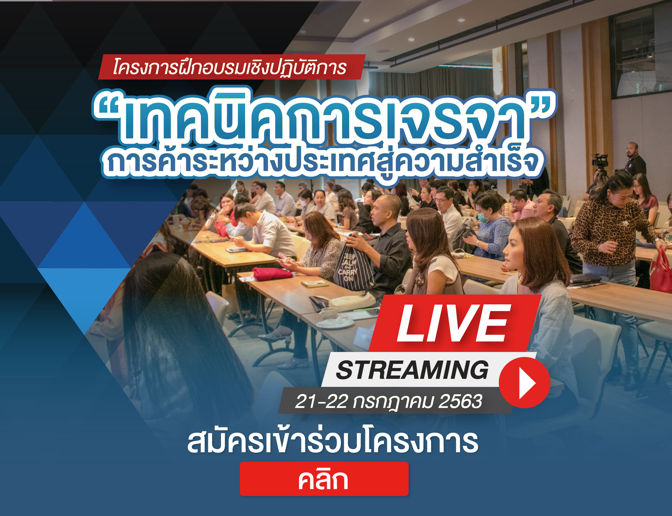 โครงการฝึกอบรมเชิงปฏิบัติการ
“เทคนิคการเจรจา”
การค้าระหว่างประเทศสู่ความสำเร็จ
KEEP
CALM
AND
CARRY
ON
LIVE
STREAMING
21-22 กรกฎาคม 2563
สมัครเข้าร่วมโครงการ
คลิก